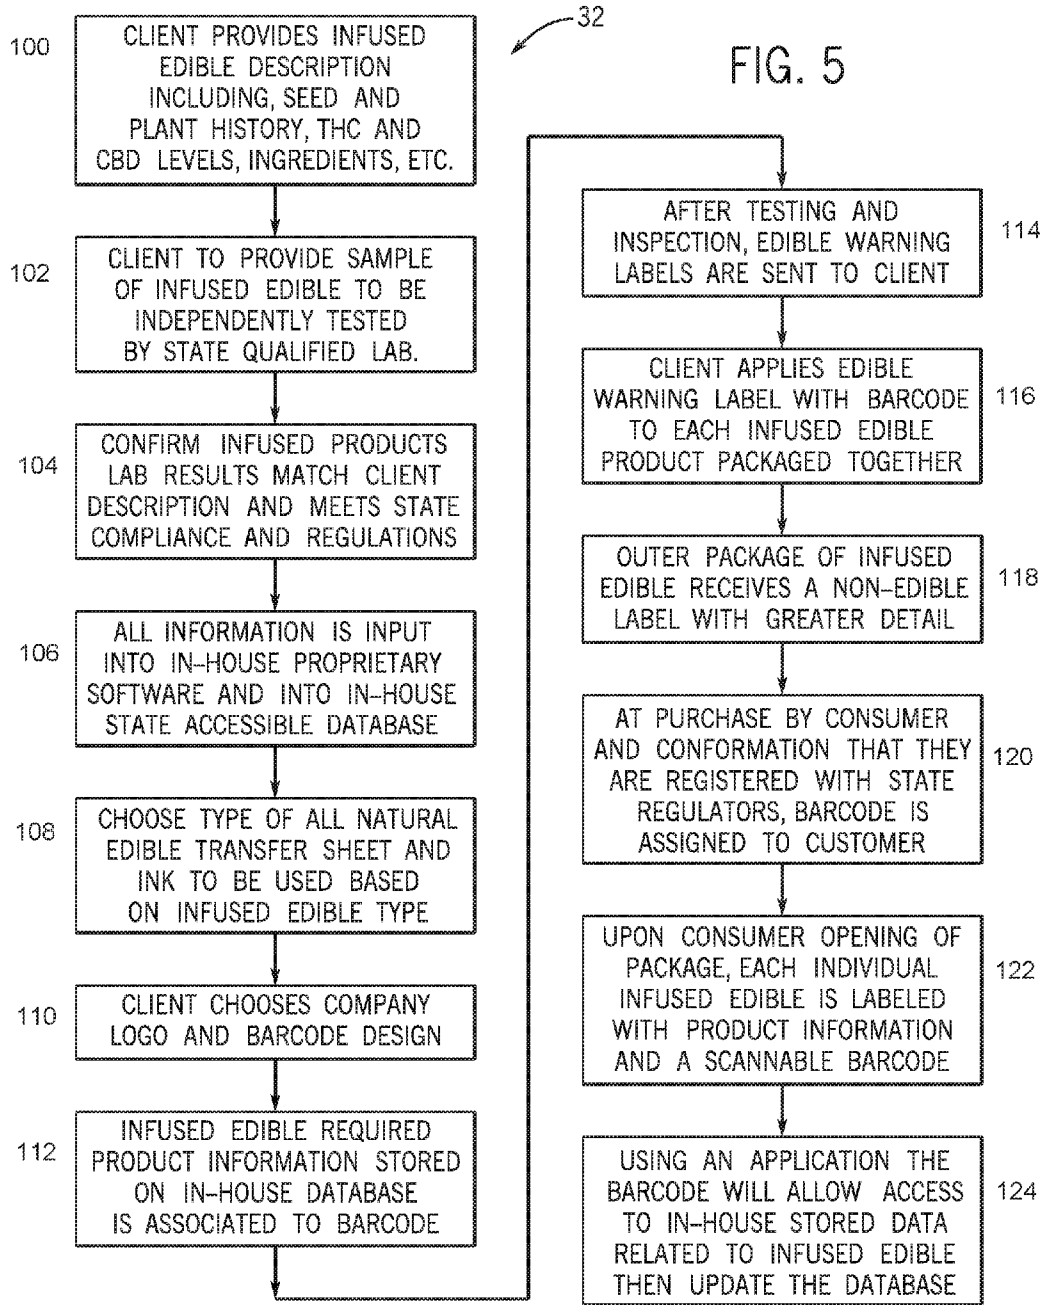 32
FIG. 5
100
CLIENT PROVIDES INFUSED
EDIBLE DESCRIPTION
INCLUDING, SEED AND
PLANT HISTORY, THC AND
CBD LEVELS, INGREDIENTS, ETC.
102
CLIENT TO PROVIDE SAMPLE
OF INFUSED EDIBLE TO BE
INDEPENDENTLY TESTED
BY STATE QUALIFIED LAB.
104
CONFIRM INFUSED PRODUCTS
LAB RESULTS MATCH CLIENT
DESCRIPTION AND MEETS STATE
COMPLIANCE AND REGULATIONS
106
ALL INFORMATION IS INPUT
INTO IN-HOUSE PROPRIETARY
SOFTWARE AND INTO IN-HOUSE
STATE ACCESSIBLE DATABASE
108
CHOOSE TYPE OF ALL NATURAL
EDIBLE TRANSFER SHEET AND
INK TO BE USED BASED
ON INFUSED EDIBLE TYPE
110
CLIENT CHOOSES COMPANY
LOGO AND BARCODE DESIGN
112
INFUSED EDIBLE REQUIRED
PRODUCT INFORMATION STORED
ON IN-HOUSE DATABASE
IS ASSOCIATED TO BARCODE
AFTER TESTING AND
INSPECTION, EDIBLE WARNING
LABELS ARE SENT TO CLIENT
114
CLIENT APPLIES EDIBLE
WARNING LABEL WITH BARCODE
TO EACH INFUSED EDIBLE
PRODUCT PACKAGED TOGETHER
116
OUTER PACKAGE OF INFUSED
EDIBLE RECEIVES A NON-EDIBLE
LABEL WITH GREATER DETAIL
118
AT PURCHASE BY CONSUMER
AND CONFORMATION THAT THEY
ARE REGISTERED WITH STATE
REGULATORS, BARCODE IS
ASSIGNED TO CUSTOMER
120
UPON CONSUMER OPENING OF
PACKAGE, EACH INDIVIDUAL
INFUSED EDIBLE IS LABELED
WITH PRODUCT INFORMATION
AND A SCANNABLE BARCODE
122
USING AN APPLICATION THE
BARCODE WILL ALLOW ACCESS
TO IN-HOUSE STORED DATA
RELATED TO INFUSED EDIBLE
THEN UPDATE THE DATABASE
124